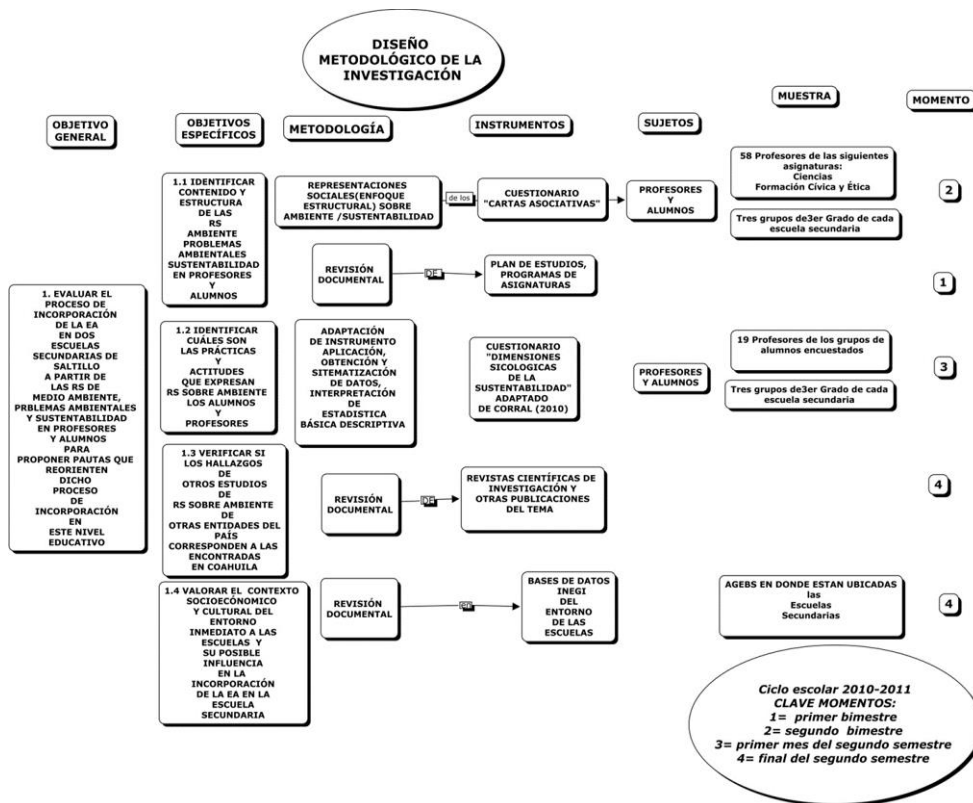 DISEÑO
METODOLÓGICO DE LA
INVESTIGACIÓN
OBJETIVO
GENERAL
OBJETIVOS
ESPECÍFICOS
METODOLOGÍA
INSTRUMENTOS
SUJETOS
MUESTRA
MOMENTO
1. EVALUAR EL
PROCESO DE
INCORPORACIÓN
DE LA EA
EN DOS
ESCUELAS
SECUNDARIAS DE
SALTILLO
A PARTIR DE
LAS RS DE
MEDIO AMBIENTE,
PRBLEMAS AMBIENTALES
Y SUSTENTABILIDAD
EN PROFESORES
Y ALUMNOS
PARA
PROPONER PAUTAS QUE
REORIENTEN
DICHO
PROCESO
DE
INCORPORACIÓN
EN
ESTE NIVEL
EDUCATIVO
1.1 IDENTIFICAR
CONTENIDO Y
ESTRUCTURA
DE LAS
RS
AMBIENTE
PROBLEMAS
AMBIENTALES
SUSTENTABILIDAD
EN PROFESORES
Y
ALUMNOS
REPRESENTACIONES
SOCIALES(ENFOQUE
ESTRUCTURAL) SOBRE
AMBIENTE /SUSTENTABILIDAD
de los
CUESTIONARIO
"CARTAS ASOCIATIVAS"
PROFESORES
Y
ALUMNOS
58 Profesores de las siguientes
asignaturas:
Ciencias
Formación Cívica y Ética
Tres grupos de3er Grado de cada
escuela secundaria
2
REVISIÓN
DOCUMENTAL
DE
PLAN DE ESTUDIOS,
PROGRAMAS DE
ASIGNATURAS
1
1.2 IDENTIFICAR
CUÁLES SON
LAS PRÁCTICAS
Y
ACTITUDES
QUE EXPRESAN
RS SOBRE AMBIENTE
LOS ALUMNOS
Y
PROFESORES
ADAPTACIÓN
DE INSTRUMENTO
APLICACIÓN,
OBTENCIÓN Y
SITEMATIZACIÓN
DE DATOS,
INTERPRETACIÓN
DE
ESTADISTICA
BÁSICA DESCRIPTIVA
CUESTIONARIO
"DIMENSIONES
SICOLOGICAS
DE LA
SUSTENTABILIDAD"
ADAPTADO
DE CORRAL (2010)
PROFESORES
Y ALUMNOS
19 Profesores de los grupos de
alumnos encuestados
Tres grupos de3er Grado de cada
escuela secundaria
3
1.3 VERIFICAR SI
LOS HALLAZGOS
DE
OTROS ESTUDIOS
DE
RS SOBRE AMBIENTE
DE
OTRAS ENTIDADES DEL
PAÍS
CORRESPONDEN A LAS
ENCONTRADAS
EN COAHUILA
REVISIÓN
DOCUMENTAL
DE
REVISTAS CIENTÍFICAS DE
INVESTIGACIÓN Y
OTRAS PUBLICACIONES
DEL TEMA
4
1.4 VALORAR EL CONTEXTO
SOCIOECÓNOMICO
Y CULTURAL DEL
ENTORNO
INMEDIATO A LAS
ESCUELAS Y
SU POSIBLE
INFLUENCIA
EN LA
INCORPORACIÓN
DE LA EA EN LA
ESCUELA
SECUNDARIA
REVISIÓN
DOCUMENTAL
en
BASES DE DATOS
INEGI
DEL
ENTORNO
DE LAS
ESCUELAS
AGEBS EN DONDE ESTAN UBICADAS
las
Escuelas
Secundarias
4
Ciclo escolar 2010-2011
CLAVE MOMENTOS:
1= primer bimestre
2= segundo bimestre
3= primer mes del segundo semestre
4= final del segundo semestre